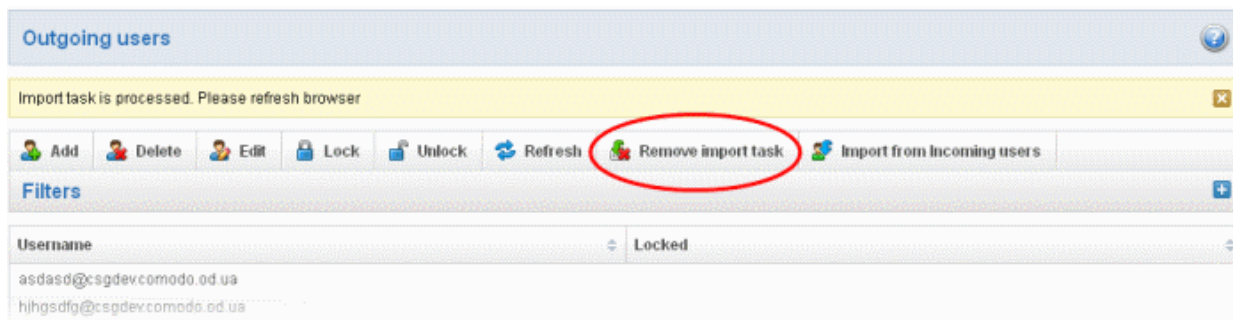 Outgoing users
Import task is processed. Please refresh browser
Add Delete Edit Lock Unlock Refresh Remove import task Import from Incoming users
Filters
Username Locked
asdasd@csgdev.comodo.od.ua
hjhgsdfg@csgdev.comodo.od.ua